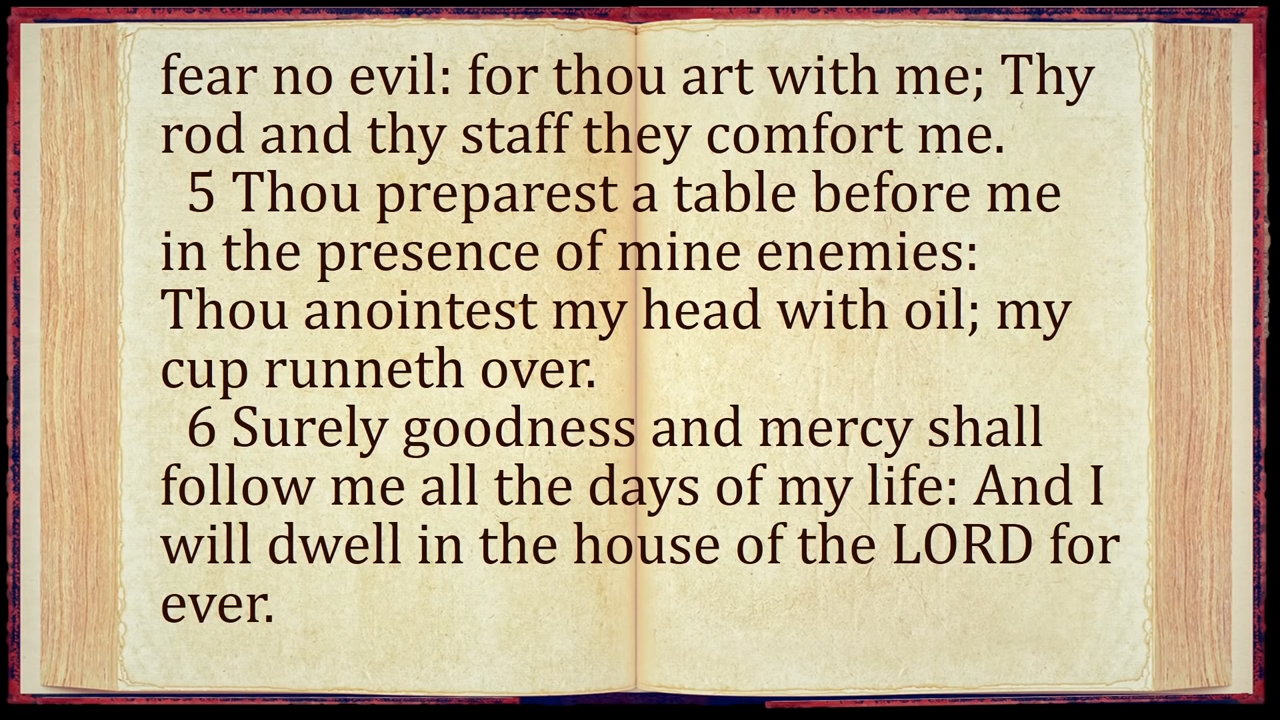 fear no evil: for thou art with me; Thy
rod and thy staff they comfort me.
5 Thou preparest a table before me
in the presence of mine enemies:
Thou anointest my head with oil; my
cup runneth over.
6 Surely goodness and mercy shall
follow me all the days of my life: And I
will dwell in the house of the LORD for
ever.